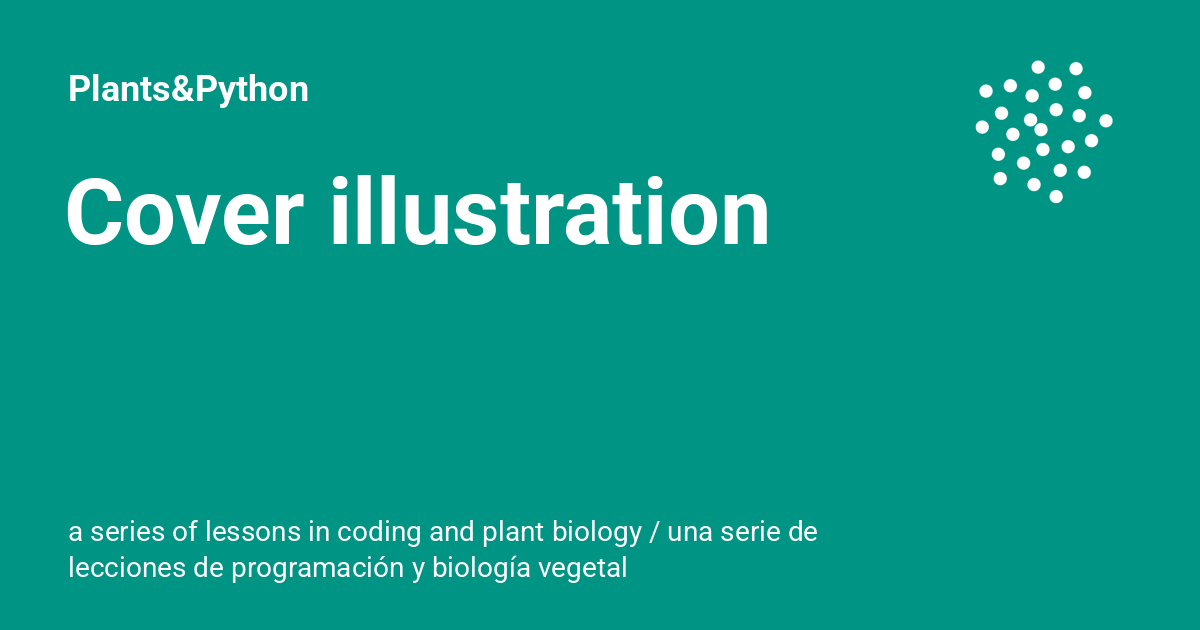 Plants&Python
Cover illustration
a series of lessons in coding and plant biology / una serie de
lecciones de programación y biología vegetal